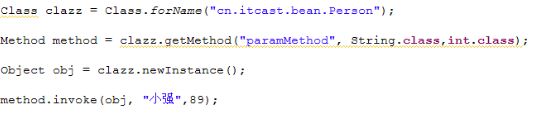 Class clazz = Class.forName("cn.itcast.bean.Person");
Method method = clazz.getMethod("paramMethod", String.class,int.class);
Object obj = clazz.newInstance();
method.invoke(obj, "小强",89);